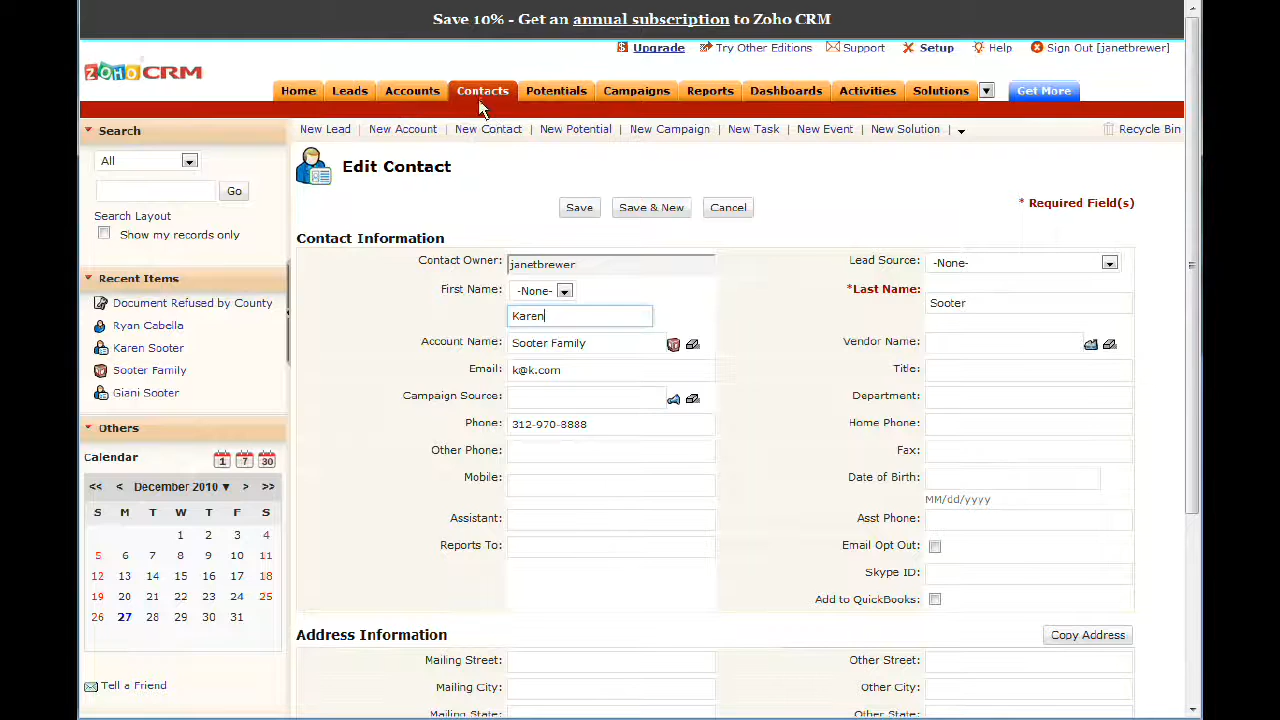 Save 10% - Get an annual subscription to Zoho CRM
Upgrade Try Other Editions Support Setup Help Sign Out [janetbrewer]
ZOHO CRM
Home Leads Accounts Contacts Potentials Campaigns Reports Dashboards Activities Solutions Get More
New Lead New Account New Contact New Potential New Campaign New Task New Event New Solution Recycle Bin
Search
All
Go
Search Layout
Show my records only
Recent Items
Document Refused by County
Ryan Cabella
Karen Sooter
Sooter Family
Giani Sooter
Others
Calendar
1 7 30
<< < December 2010 ▼ > >>
S M T W T F S
1 2 3 4
5 6 7 8 9 10 11
12 13 14 15 16 17 18
19 20 21 22 23 24 25
26 27 28 29 30 31
Tell a Friend
Edit Contact
Save Save & New Cancel
* Required Field(s)
Contact Information
Contact Owner: janetbrewer Lead Source: -None-
First Name: -None- Karen *Last Name: Sooter
Account Name: Sooter Family Vendor Name:
Email: k@k.com Title:
Campaign Source: Department:
Phone: 312-970-8888 Home Phone:
Other Phone: Fax:
Mobile: Date of Birth:
MM/dd/yyyy
Assistant: Asst Phone:
Reports To: Email Opt Out:
Skype ID:
Add to QuickBooks:
Address Information Copy Address
Mailing Street: Other Street:
Mailing City: Other City:
Mailing State: Other State: